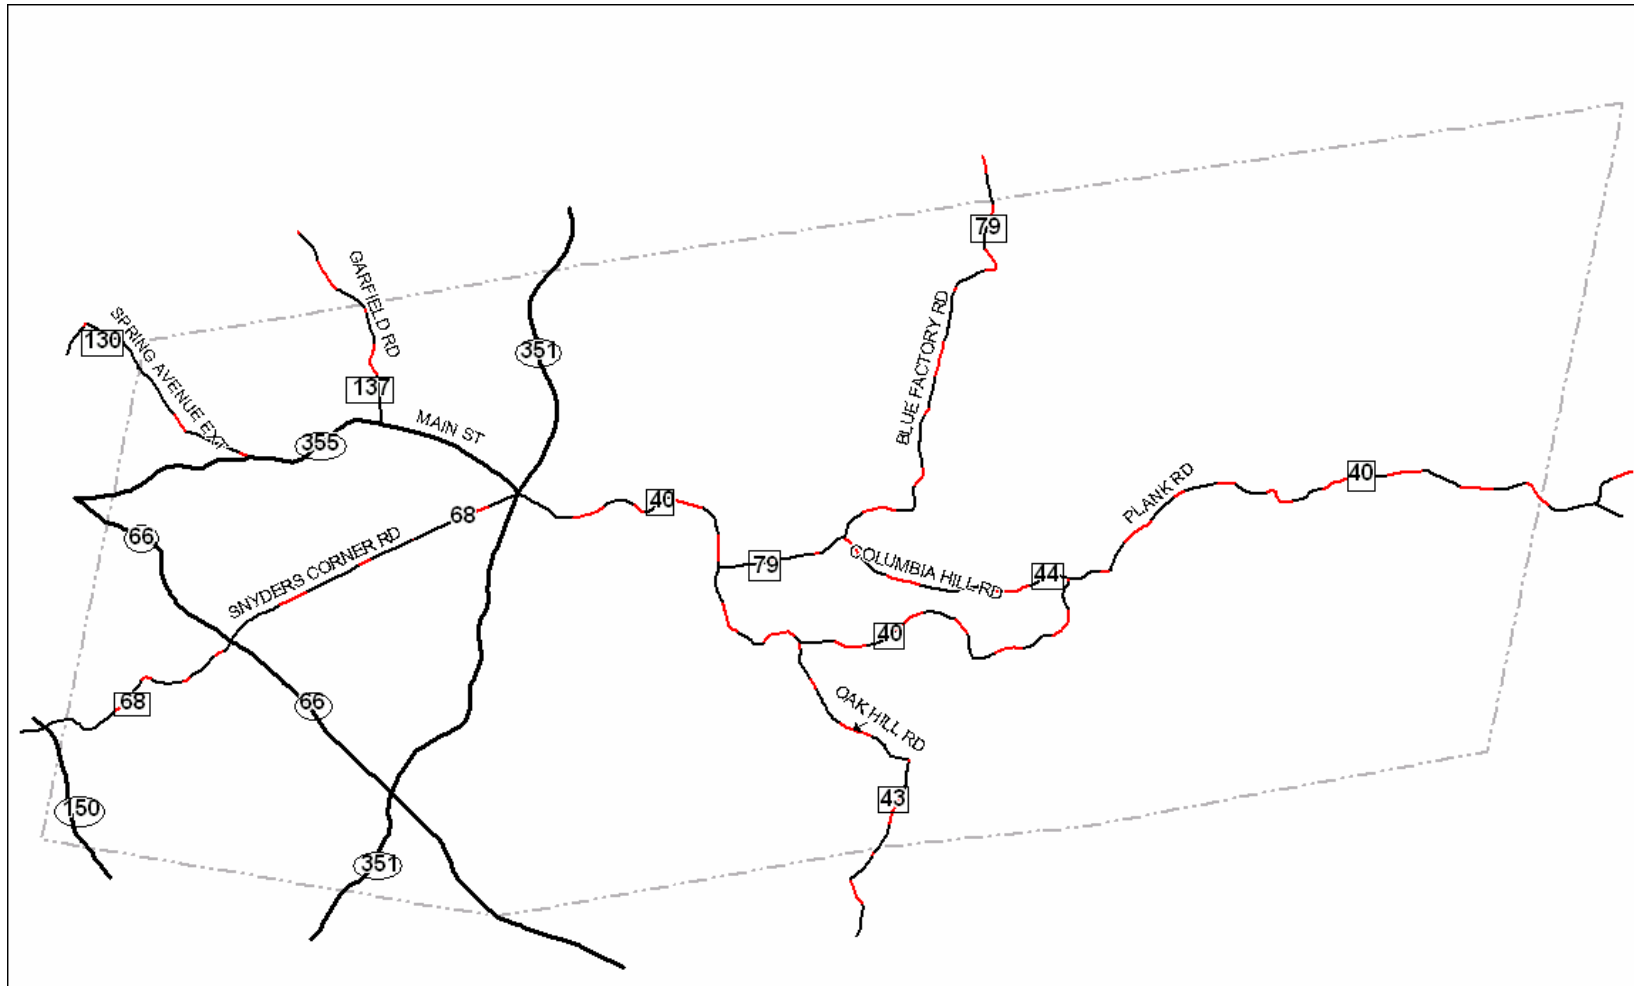 79
GARFIELD RD
SPRING AVENUE EXT
130
351
137
BLUE FACTORY RD
MAIN ST
355
40
PLANK RD
40
68
66
SNYDERS CORNER RD
79
COLUMBIA HILL RD
44
40
68
66
OAK HILL RD
43
150
351